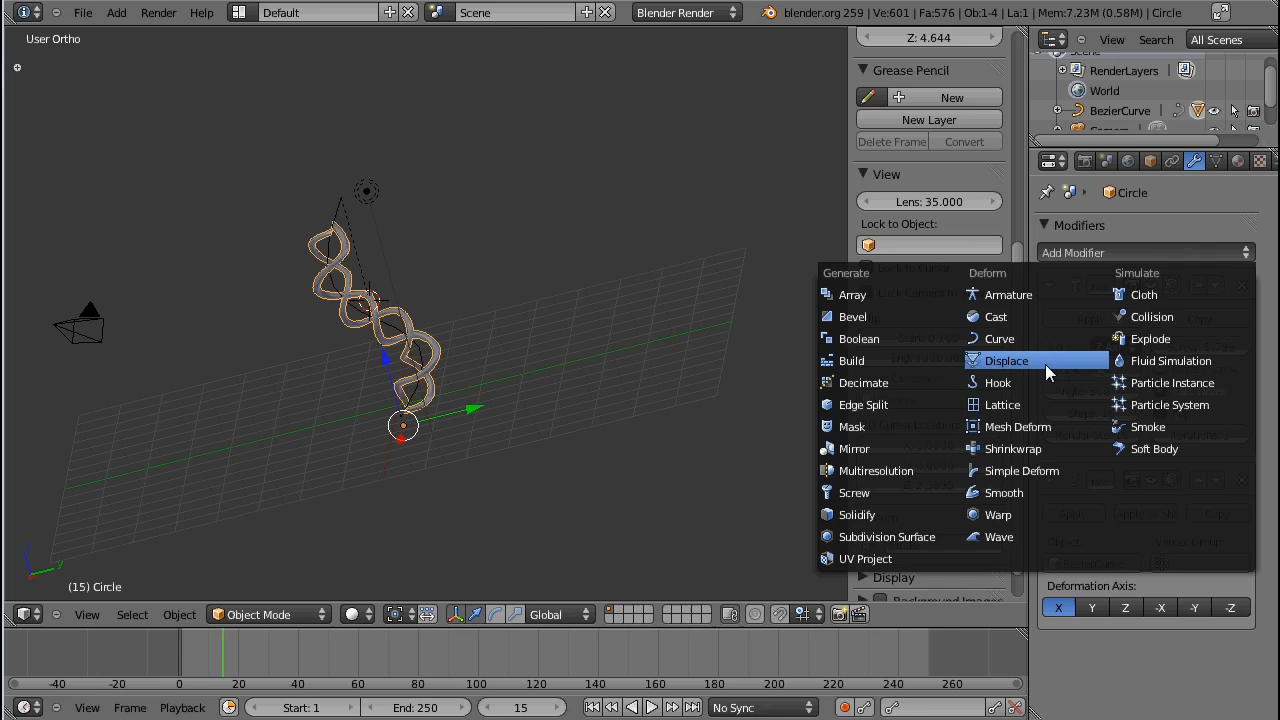 File Add Render Help Default Scene Blender Render blender.org 259 | Ve:601 | Fa:576 | Ob:1-4 | La:1 | Mem:7.23M (0.58M) | Circle
User Ortho
Z: 4.644
Grease Pencil
New
New Layer
Delete Frame Convert
View
Lens: 35.000
Lock to Object:
View Search All Scenes
Scene
RenderLayers
World
BezierCurve
Circle
Modifiers
Add Modifier
Generate Deform Simulate
Array Armature Cloth
Bevel Cast Collision
Boolean Curve Explode
Build Displace Fluid Simulation
Decimate Hook Particle Instance
Edge Split Lattice Particle System
Mask Mesh Deform Smoke
Mirror Shrinkwrap Soft Body
Multiresolution Simple Deform
Screw Smooth
Solidify Warp
Subdivision Surface Wave
UV Project
Display
Background Images
Deformation Axis:
X Y Z -X -Y -Z
y
(15) Circle
View Select Object Object Mode Global
-40 -20 0 20 40 60 80 100 120 140 160 180 200 220 240 260
View Frame Playback Start: 1 End: 250 15 No Sync